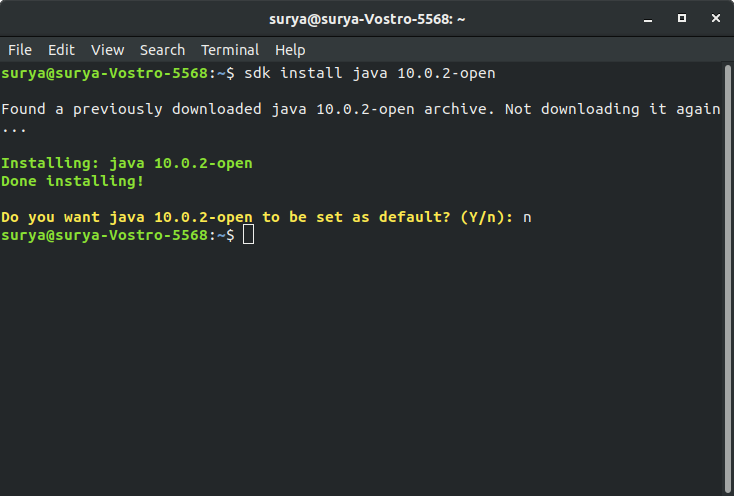 surya@surya-Vostro-5568: ~
File Edit View Search Terminal Help
surya@surya-Vostro-5568:~$ sdk install java 10.0.2-open
Found a previously downloaded java 10.0.2-open archive. Not downloading it again
...
Installing: java 10.0.2-open
Done installing!
Do you want java 10.0.2-open to be set as default? (Y/n): n
surya@surya-Vostro-5568:~$